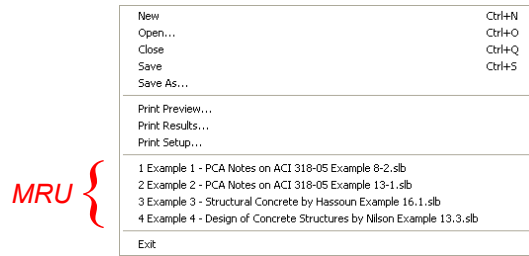 New Ctrl+N
Open... Ctrl+O
Close Ctrl+Q
Save Ctrl+S
Save As...
Print Preview...
Print Results...
Print Setup...
MRU
1 Example 1 - PCA Notes on ACI 318-05 Example 8-2.slb
2 Example 2 - PCA Notes on ACI 318-05 Example 13-1.slb
3 Example 3 - Structural Concrete by Hassoun Example 16.1.slb
4 Example 4 - Design of Concrete Structures by Nilson Example 13.3.slb
Exit